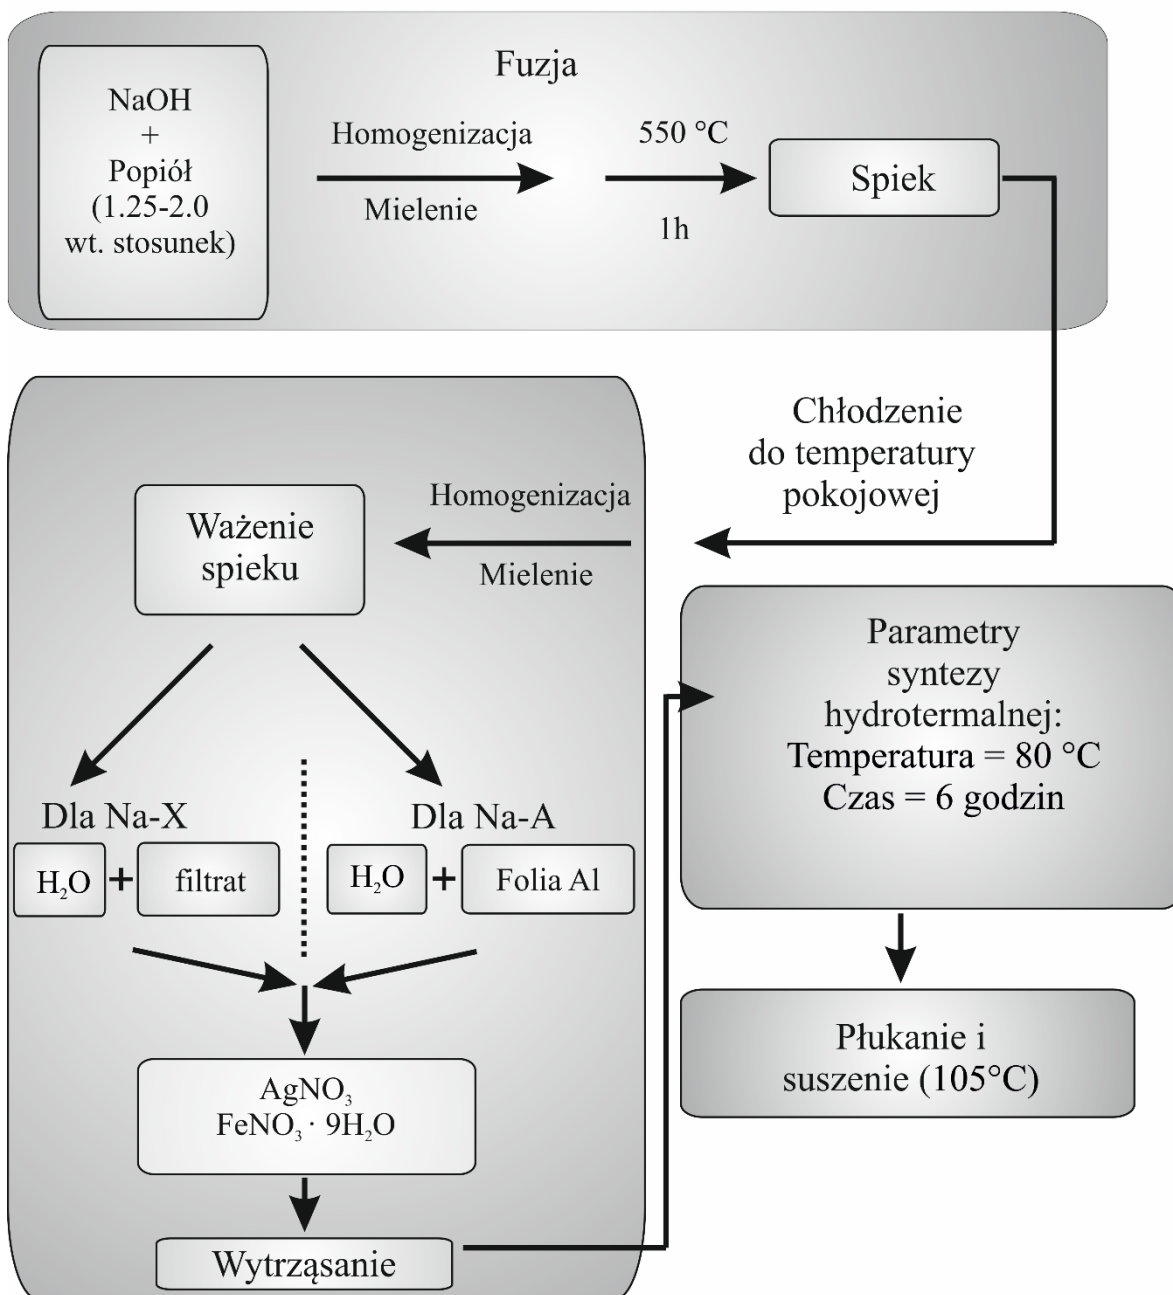 Fuzja
NaOH
+
Popiół
(1.25-2.0
wt. stosunek)
Homogenizacja
Mielenie
550 °C
1h
Spiek
Chłodzenie
do temperatury
pokojowej
Homogenizacja
Mielenie
Ważenie
spieku
Dla Na-X
H₂O + filtrat
Dla Na-A
H₂O + Folia Al
AgNO₃
FeNO₃ · 9H₂O
Wytrząsanie
Parametry
syntezy
hydrotermalnej:
Temperatura = 80 °C
Czas = 6 godzin
Płukanie i
suszenie (105°C)